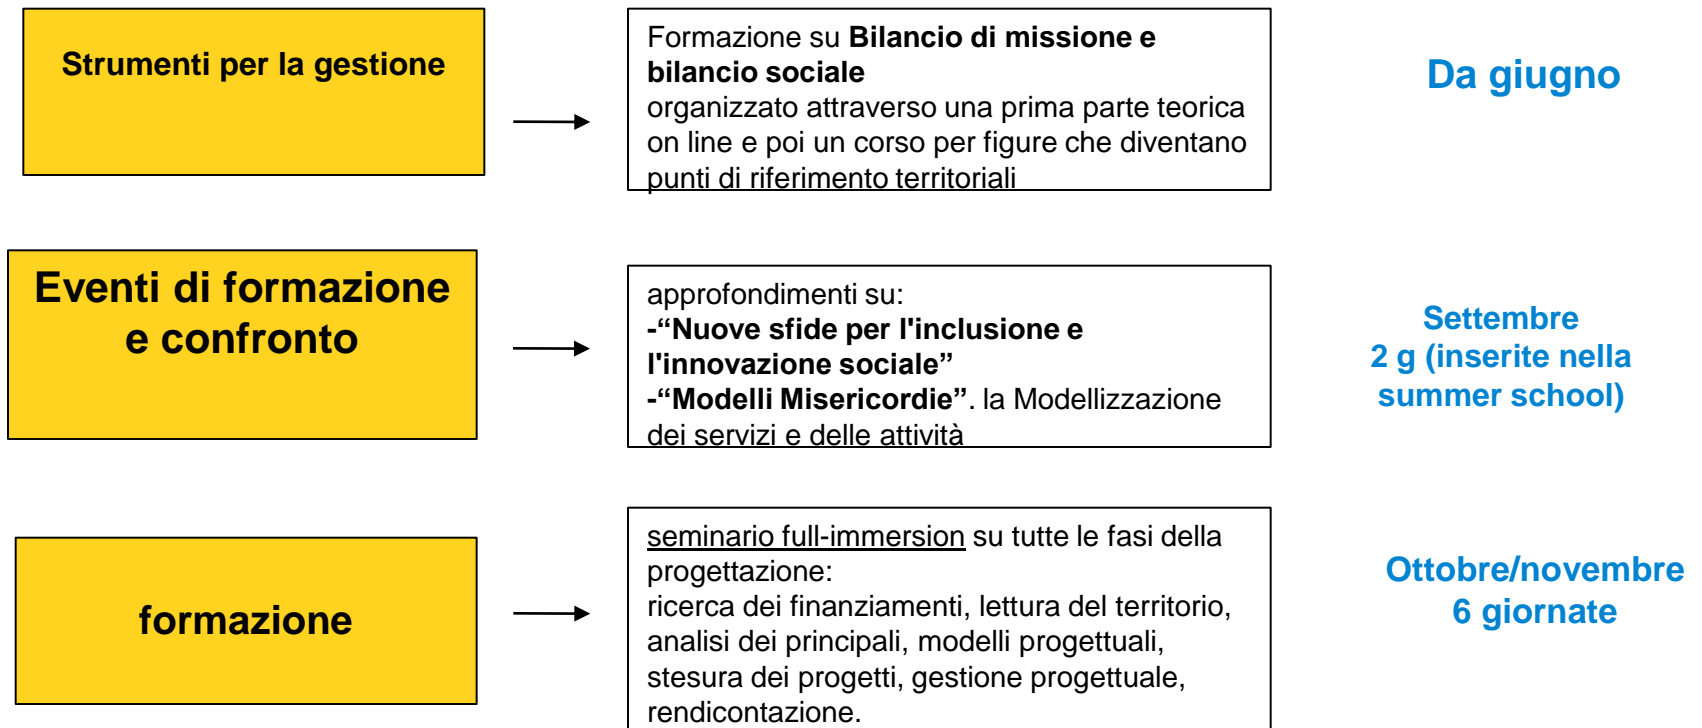 Strumenti per la gestione
Formazione su Bilancio di missione e
bilancio sociale
organizzato attraverso una prima parte teorica
on line e poi un corso per figure che diventano
punti di riferimento territoriali
Da giugno
Eventi di formazione
e confronto
approfondimenti su:
-“Nuove sfide per l'inclusione e
l'innovazione sociale”
-“Modelli Misericordie”. la Modellizzazione
dei servizi e delle attività
Settembre
2 g (inserite nella
summer school)
formazione
seminario full-immersion su tutte le fasi della
progettazione:
ricerca dei finanziamenti, lettura del territorio,
analisi dei principali, modelli progettuali,
stesura dei progetti, gestione progettuale,
rendicontazione.
Ottobre/novembre
6 giornate